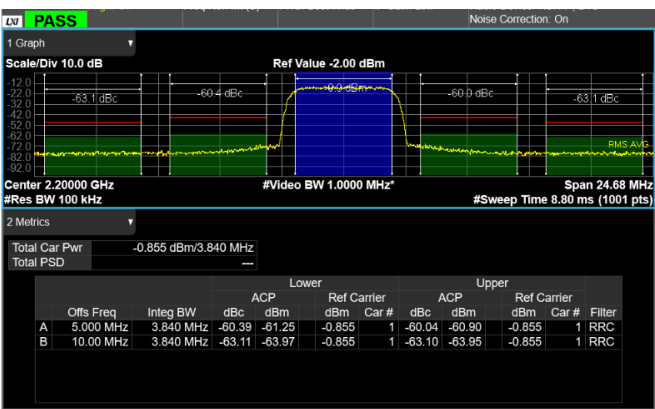 LXI PASS
Noise Correction: On
1 Graph
Scale/Div 10.0 dB Ref Value -2.00 dBm
-12.0
-22.0
-32.0
-42.0
-52.0
-62.0
-72.0
-82.0
-92.0
-63.1 dBc -60.4 dBc -0.9 dBm -60.0 dBc -63.1 dBc
RMS AVG
Center 2.20000 GHz #Video BW 1.0000 MHz* Span 24.68 MHz
#Res BW 100 kHz #Sweep Time 8.80 ms (1001 pts)
2 Metrics
Total Car Pwr -0.855 dBm/3.840 MHz
Total PSD ---
Lower Upper
ACP Ref Carrier ACP Ref Carrier
Offs Freq Integ BW dBc dBm dBm Car # dBc dBm dBm Car # Filter
A 5.000 MHz 3.840 MHz -60.39 -61.25 -0.855 1 -60.04 -60.90 -0.855 1 RRC
B 10.00 MHz 3.840 MHz -63.11 -63.97 -0.855 1 -63.10 -63.95 -0.855 1 RRC